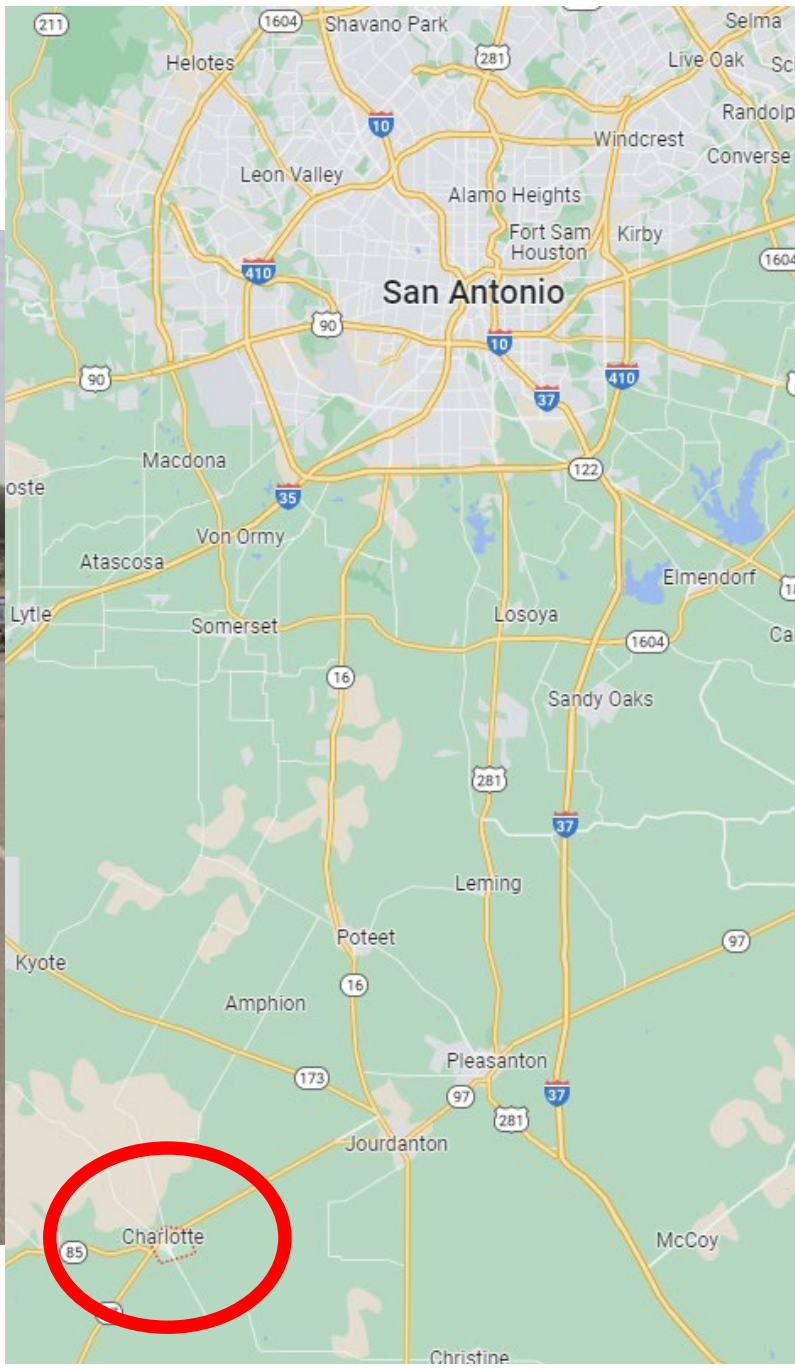 211
1604
Shavano Park
Selma
Helotes
281
Live Oak
Sc
10
Randolp
Windcrest
Converse
Leon Valley
Alamo Heights
Fort Sam
Houston
Kirby
1604
410
San Antonio
90
10
90
410
37
Macdona
122
oste
35
Von Ormy
Atascosa
Elmendorf
18
Lytle
Somerset
Losoya
1604
Ca
16
Sandy Oaks
281
37
Leming
Poteet
97
Kyote
16
Amphion
Pleasanton
173
97
37
281
Jourdanton
Charlotte
85
McCoy
Christine